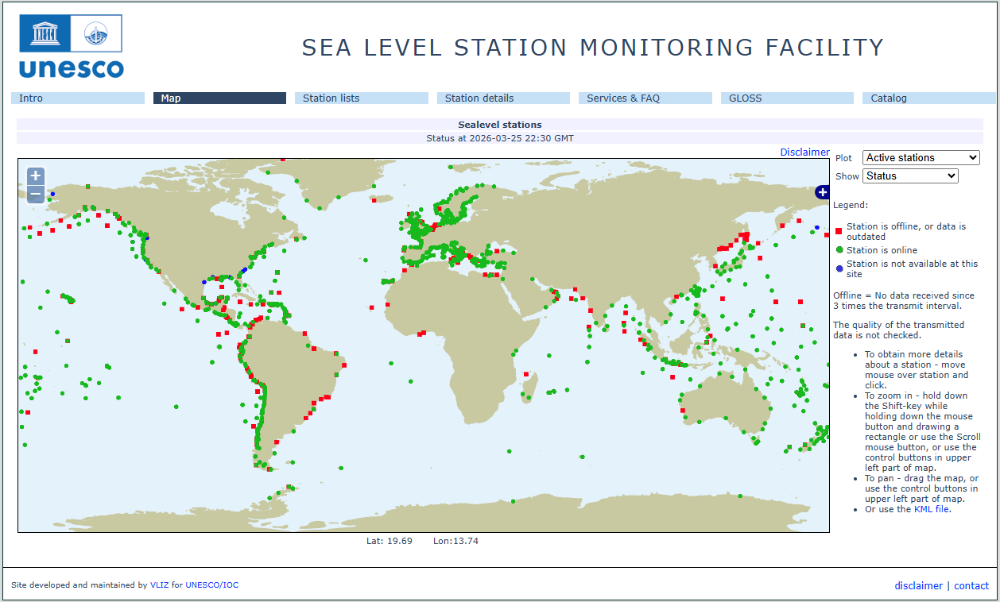 unesco
SEA LEVEL STATION MONITORING FACILITY
Intro
Map
Station lists
Station details
Services & FAQ
GLOSS
Catalog
Sealevel stations
Status at 2026-03-25 22:30 GMT
Disclaimer
+
−
+
Plot Active stations
Show Status
Legend:
Station is offline, or data is
outdated
Station is online
Station is not available at this
site
Offline = No data received since
3 times the transmit interval.
The quality of the transmitted
data is not checked.
• To obtain more details
about a station - move
mouse over station and
click.
• To zoom in - hold down
the Shift-key while
holding down the mouse
button and drawing a
rectangle or use the Scroll
mouse button, or use the
control buttons in upper
left part of map.
• To pan - drag the map, or
use the control buttons in
upper left part of map.
• Or use the KML file.
Lat: 19.69 Lon:13.74
Site developed and maintained by VLIZ for UNESCO/IOC
disclaimer | contact